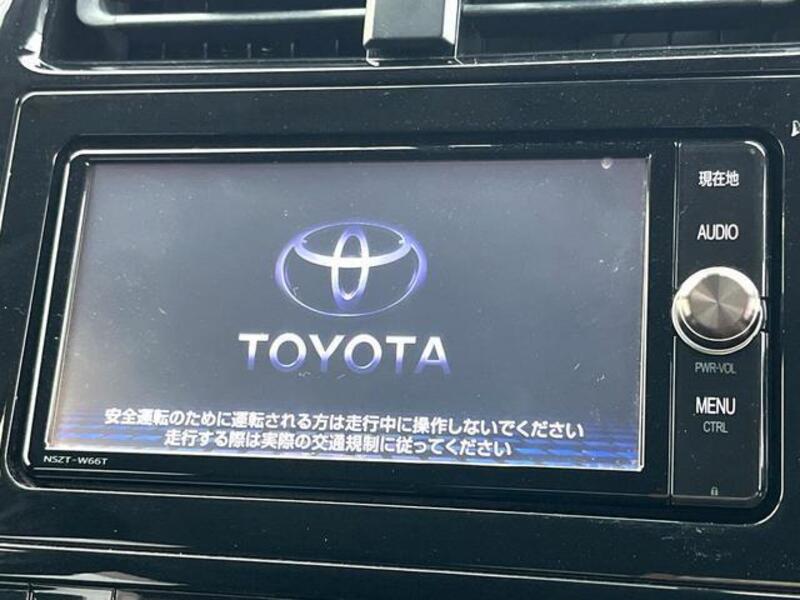 TOYOTA
安全運転のために運転される方は走行中に操作しないでください
走行する際は実際の交通規制に従ってください
NSZT-W66T
現在地
AUDIO
PWR-VOL
MENU
CTRL